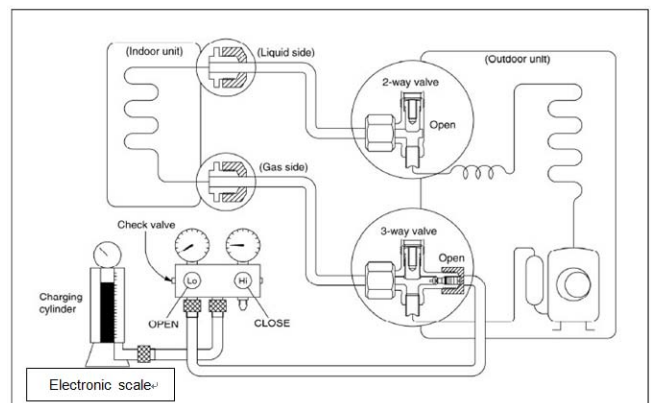 (Indoor unit)
(Liquid side)
(Outdoor unit)
2-way valve
Open
(Gas side)
3-way valve
Open
Check valve
Lo
Hi
Charging
cylinder
OPEN
CLOSE
Electronic scale